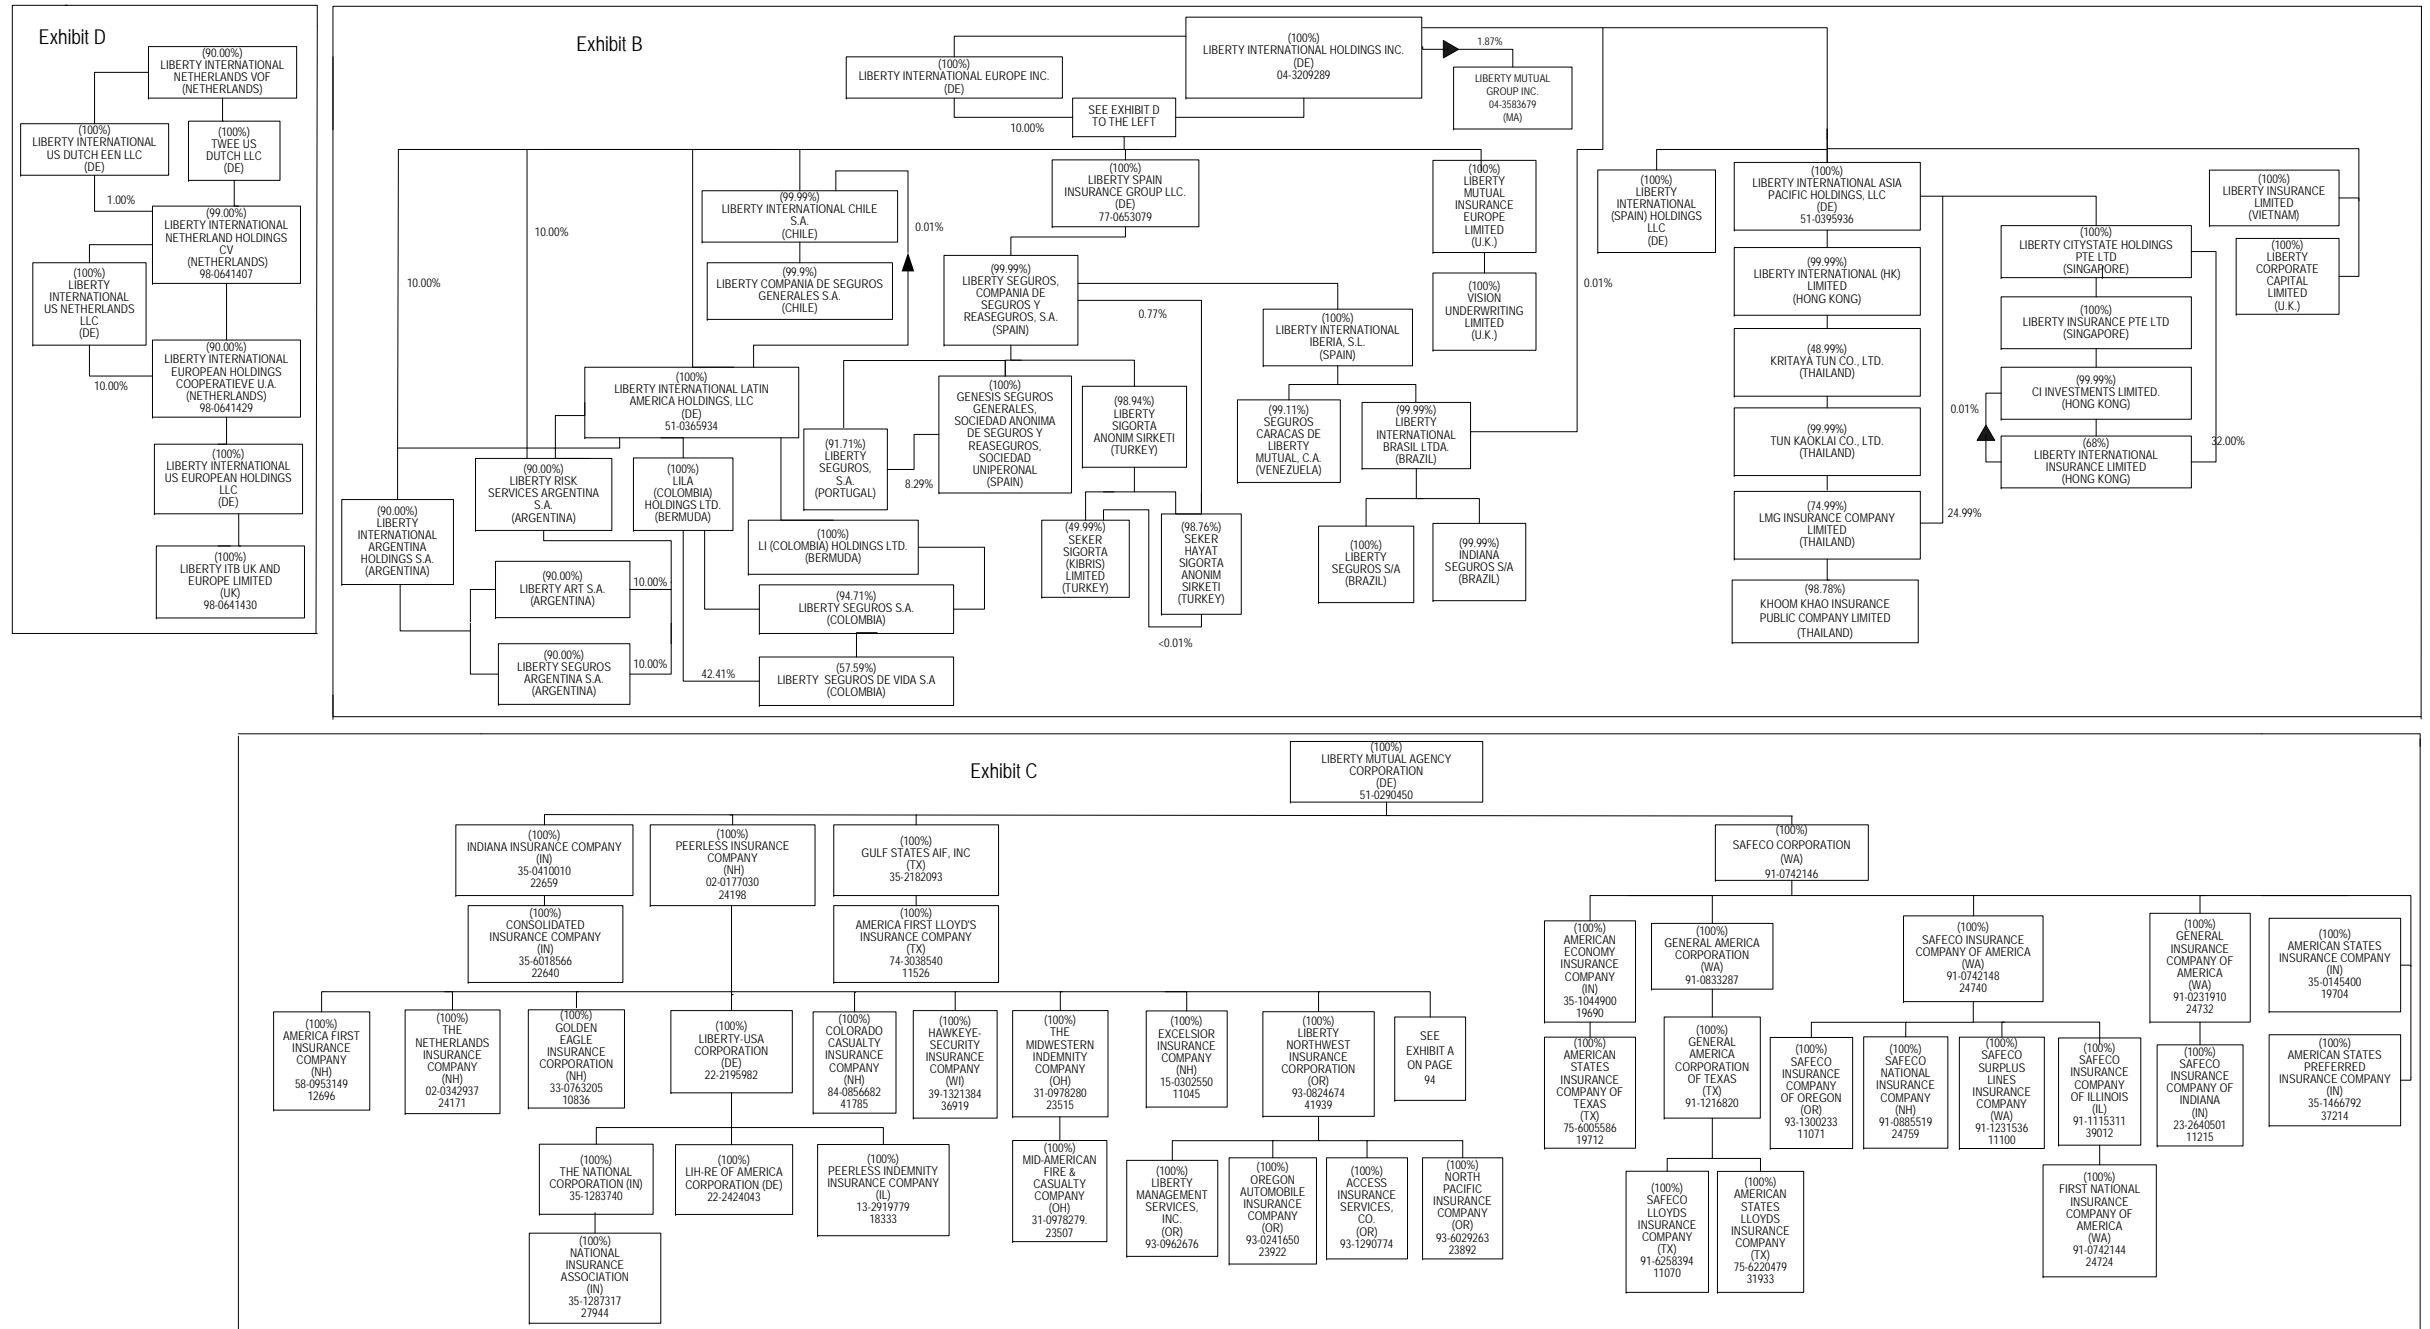 Exhibit D
(90.00%)
LIBERTY INTERNATIONAL
NETHERLANDS VOF
(NETHERLANDS)
(100%)
LIBERTY INTERNATIONAL
US DUTCH EEN LLC
(DE)
(100%)
TWEE US
DUTCH LLC
(DE)
1.00%
(99.00%)
LIBERTY INTERNATIONAL
NETHERLAND HOLDINGS
CV
(NETHERLANDS)
98-0641407
(100%)
LIBERTY
INTERNATIONAL
US NETHERLANDS
LLC
(DE)
10.00%
(90.00%)
LIBERTY INTERNATIONAL
EUROPEAN HOLDINGS
COOPERATIEVE U.A.
(NETHERLANDS)
98-0641429
(100%)
LIBERTY INTERNATIONAL
US EUROPEAN HOLDINGS
LLC
(DE)
(100%)
LIBERTY ITB UK AND
EUROPE LIMITED
(UK)
98-0641430
Exhibit B
(100%)
LIBERTY INTERNATIONAL HOLDINGS INC.
(DE)
04-3209289
(100%)
LIBERTY INTERNATIONAL EUROPE INC.
(DE)
1.87%
LIBERTY MUTUAL
GROUP INC.
04-3583679
(MA)
SEE EXHIBIT D
TO THE LEFT
10.00%
10.00%
10.00%
(99.99%)
LIBERTY INTERNATIONAL CHILE
S.A.
(CHILE)
0.01%
(99.9%)
LIBERTY COMPANIA DE SEGUROS
GENERALES S.A.
(CHILE)
(100%)
LIBERTY SPAIN
INSURANCE GROUP LLC.
(DE)
77-0653079
(100%)
LIBERTY
MUTUAL
INSURANCE
EUROPE
LIMITED
(U.K.)
(100%)
VISION
UNDERWRITING
LIMITED
(U.K.)
(99.99%)
LIBERTY SEGUROS,
COMPANIA DE
SEGUROS Y
REASEGUROS, S.A.
(SPAIN)
0.77%
(100%)
LIBERTY INTERNATIONAL
IBERIA, S.L.
(SPAIN)
0.01%
(100%)
LIBERTY INTERNATIONAL LATIN
AMERICA HOLDINGS, LLC
(DE)
51-0365934
(91.71%)
LIBERTY
SEGUROS,
S.A.
(PORTUGAL)
8.29%
(100%)
GENESIS SEGUROS
GENERALES,
SOCIEDAD ANONIMA
DE SEGUROS Y
REASEGUROS,
SOCIEDAD
UNIPERONAL
(SPAIN)
(98.94%)
LIBERTY
SIGORTA
ANONIM SIRKETI
(TURKEY)
(99.11%)
SEGUROS
CARACAS DE
LIBERTY
MUTUAL, C.A.
(VENEZUELA)
(99.99%)
LIBERTY
INTERNATIONAL
BRASIL LTDA.
(BRAZIL)
(90.00%)
LIBERTY
INTERNATIONAL
ARGENTINA
HOLDINGS S.A.
(ARGENTINA)
(90.00%)
LIBERTY RISK
SERVICES ARGENTINA
S.A.
(ARGENTINA)
(100%)
LILA
(COLOMBIA)
HOLDINGS LTD.
(BERMUDA)
(100%)
LI (COLOMBIA) HOLDINGS LTD.
(BERMUDA)
(90.00%)
LIBERTY ART S.A.
(ARGENTINA)
10.00%
(94.71%)
LIBERTY SEGUROS S.A.
(COLOMBIA)
(90.00%)
LIBERTY SEGUROS
ARGENTINA S.A.
(ARGENTINA)
10.00%
42.41%
(57.59%)
LIBERTY SEGUROS DE VIDA S.A
(COLOMBIA)
(49.99%)
SEKER
SIGORTA
(KIBRIS)
LIMITED
(TURKEY)
(98.76%)
SEKER
HAYAT
SIGORTA
ANONIM
SIRKETI
(TURKEY)
<0.01%
(100%)
LIBERTY
SEGUROS S/A
(BRAZIL)
(99.99%)
INDIANA
SEGUROS S/A
(BRAZIL)
(100%)
LIBERTY
INTERNATIONAL
(SPAIN) HOLDINGS
LLC
(DE)
(100%)
LIBERTY INTERNATIONAL ASIA
PACIFIC HOLDINGS, LLC
(DE)
51-0395936
(100%)
LIBERTY INSURANCE
LIMITED
(VIETNAM)
(100%)
LIBERTY
CORPORATE
CAPITAL
LIMITED
(U.K.)
(99.99%)
LIBERTY INTERNATIONAL (HK)
LIMITED
(HONG KONG)
(100%)
LIBERTY CITYSTATE HOLDINGS
PTE LTD
(SINGAPORE)
(100%)
LIBERTY INSURANCE PTE LTD
(SINGAPORE)
(48.99%)
KRITAYA TUN CO., LTD.
(THAILAND)
(99.99%)
CI INVESTMENTS LIMITED.
(HONG KONG)
0.01%
(99.99%)
TUN KAOKLAI CO., LTD.
(THAILAND)
(68%)
LIBERTY INTERNATIONAL
INSURANCE LIMITED
(HONG KONG)
32.00%
(74.99%)
LMG INSURANCE COMPANY
LIMITED
(THAILAND)
24.99%
(98.78%)
KHOOM KHAO INSURANCE
PUBLIC COMPANY LIMITED
(THAILAND)
Exhibit C
(100%)
LIBERTY MUTUAL AGENCY
CORPORATION
(DE)
51-0290450
(100%)
INDIANA INSURANCE COMPANY
(IN)
35-0410010
22659
(100%)
PEERLESS INSURANCE
COMPANY
(NH)
02-0177030
24198
(100%)
GULF STATES AIF, INC
(TX)
35-2182093
(100%)
SAFECO CORPORATION
(WA)
91-0742146
(100%)
CONSOLIDATED
INSURANCE COMPANY
(IN)
35-6018566
22640
(100%)
AMERICA FIRST LLOYD'S
INSURANCE COMPANY
(TX)
74-3038540
11526
(100%)
AMERICA FIRST
INSURANCE
COMPANY
(NH)
58-0953149
12696
(100%)
THE
NETHERLANDS
INSURANCE
COMPANY
(NH)
02-0342937
24171
(100%)
GOLDEN
EAGLE
INSURANCE
CORPORATION
(NH)
33-0763205
10836
(100%)
LIBERTY-USA
CORPORATION
(DE)
22-2195982
(100%)
COLORADO
CASUALTY
INSURANCE
COMPANY
(NH)
84-0856682
41785
(100%)
HAWKEYE-
SECURITY
INSURANCE
COMPANY
(WI)
39-1321384
36919
(100%)
THE
MIDWESTERN
INDEMNITY
COMPANY
(OH)
31-0978280
23515
(100%)
EXCELSIOR
INSURANCE
COMPANY
(NH)
15-0302550
11045
(100%)
LIBERTY
NORTHWEST
INSURANCE
CORPORATION
(OR)
93-0824674
41939
SEE
EXHIBIT A
ON PAGE
94
(100%)
THE NATIONAL
CORPORATION (IN)
35-1283740
(100%)
LIH-RE OF AMERICA
CORPORATION (DE)
22-2424043
(100%)
PEERLESS INDEMNITY
INSURANCE COMPANY
(IL)
13-2919779
18333
(100%)
MID-AMERICAN
FIRE &
CASUALTY
COMPANY
(OH)
31-0978279.
23507
(100%)
LIBERTY
MANAGEMENT
SERVICES,
INC.
(OR)
93-0962676
(100%)
OREGON
AUTOMOBILE
INSURANCE
COMPANY
(OR)
93-0241650
23922
(100%)
ACCESS
INSURANCE
SERVICES,
CO.
(OR)
93-1290774
(100%)
NORTH
PACIFIC
INSURANCE
COMPANY
(OR)
93-6029263
23892
(100%)
NATIONAL
INSURANCE
ASSOCIATION
(IN)
35-1287317
27944
(100%)
AMERICAN
ECONOMY
INSURANCE
COMPANY
(IN)
35-1044900
19690
(100%)
GENERAL AMERICA
CORPORATION
(WA)
91-0833287
(100%)
SAFECO INSURANCE
COMPANY OF AMERICA
(WA)
91-0742148
24740
(100%)
GENERAL
INSURANCE
COMPANY OF
AMERICA
(WA)
91-0231910
24732
(100%)
AMERICAN STATES
INSURANCE COMPANY
(IN)
35-0145400
19704
(100%)
AMERICAN
STATES
INSURANCE
COMPANY OF
TEXAS
(TX)
75-6005586
19712
(100%)
GENERAL
AMERICA
CORPORATION
OF TEXAS
(TX)
91-1216820
(100%)
SAFECO
INSURANCE
COMPANY
OF OREGON
(OR)
93-1300233
11071
(100%)
SAFECO
NATIONAL
INSURANCE
COMPANY
(NH)
91-0885519
24759
(100%)
SAFECO
SURPLUS
LINES
INSURANCE
COMPANY
(WA)
91-1231536
11100
(100%)
SAFECO
INSURANCE
COMPANY
OF ILLINOIS
(IL)
91-1115311
39012
(100%)
SAFECO
INSURANCE
COMPANY OF
INDIANA
(IN)
23-2640501
11215
(100%)
AMERICAN STATES
PREFERRED
INSURANCE COMPANY
(IN)
35-1466792
37214
(100%)
SAFECO
LLOYDS
INSURANCE
COMPANY
(TX)
91-6258394
11070
(100%)
AMERICAN
STATES
LLOYDS
INSURANCE
COMPANY
(TX)
75-6220479
31933
(100%)
FIRST NATIONAL
INSURANCE
COMPANY OF
AMERICA
(WA)
91-0742144
24724